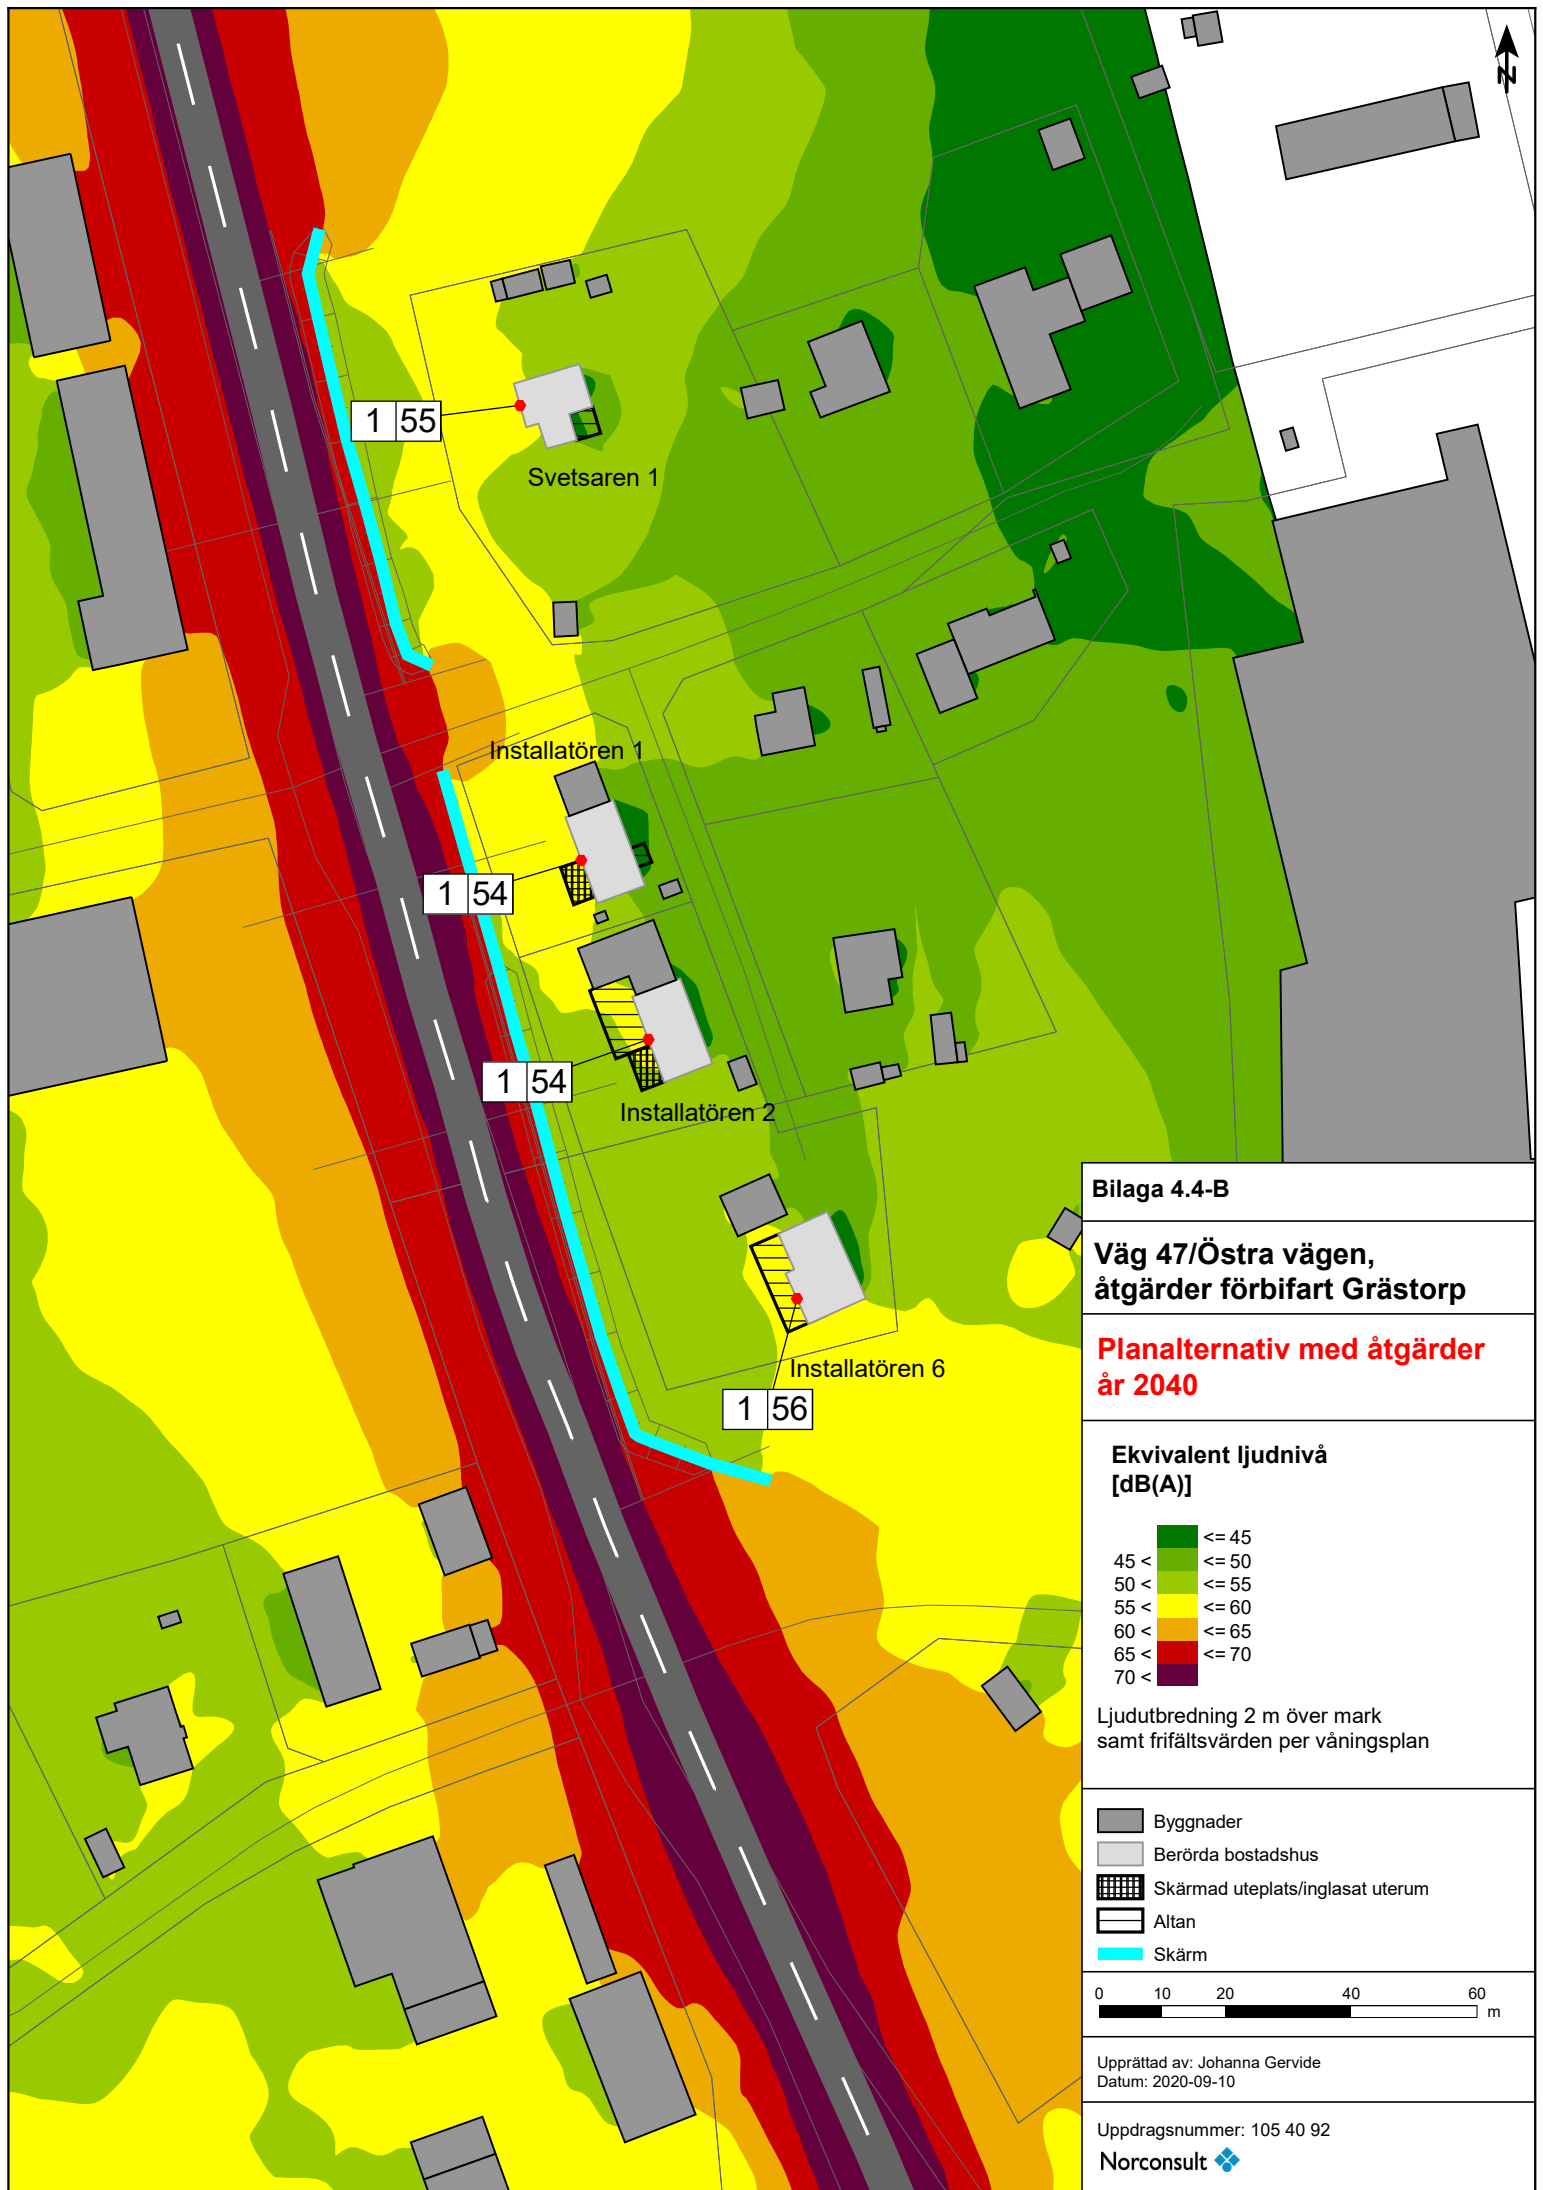 N
1 55
Svetsaren 1
Installatören 1
1 54
1 54
Installatören 2
Installatören 6
1 56
Bilaga 4.4-B
Väg 47/Östra vägen,
åtgärder förbifart Grästorp
Planalternativ med åtgärder
år 2040
Ekvivalent ljudnivå
[dB(A)]
<= 45
45 < <= 50
50 < <= 55
55 < <= 60
60 < <= 65
65 < <= 70
70 <
Ljudutbredning 2 m över mark
samt frifältsvärden per våningsplan
Byggnader
Berörda bostadshus
Skärmad uteplats/inglasat uterum
Altan
Skärm
0 10 20 40 60
m
Upprättad av: Johanna Gervide
Datum: 2020-09-10
Uppdragsnummer: 105 40 92
Norconsult